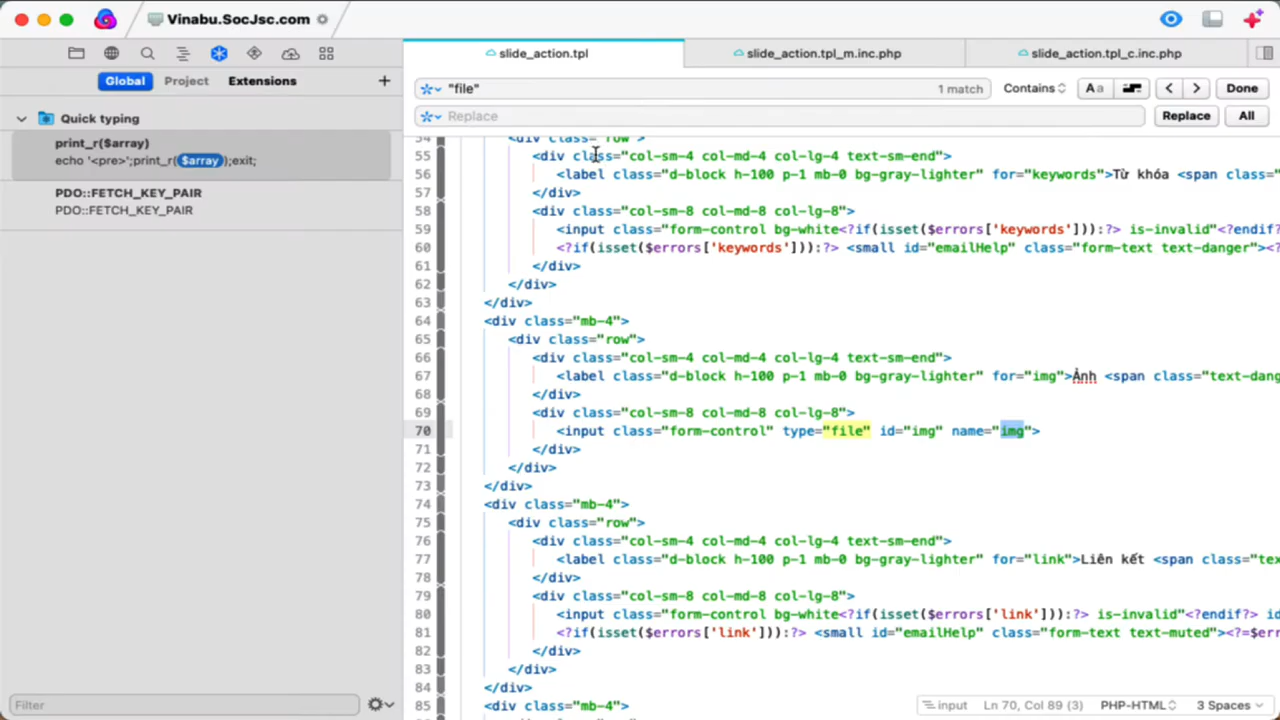 Vinabu.SocJsc.com
Global Project Extensions
slide_action.tpl
slide_action.tpl_m.inc.php
slide_action.tpl_c.inc.php
"file" 1 match Contains Aa Done
Replace Replace All
Quick typing
print_r($array)
echo '<pre>';print_r($array);exit;
PDO::FETCH_KEY_PAIR
PDO::FETCH_KEY_PAIR
54 <div class="row">
55 <div class="col-sm-4 col-md-4 col-lg-4 text-sm-end">
56 <label class="d-block h-100 p-1 mb-0 bg-gray-lighter" for="keywords">Từ khóa <span class="
57 </div>
58 <div class="col-sm-8 col-md-8 col-lg-8">
59 <input class="form-control bg-white<?if(isset($errors['keywords'])):?> is-invalid"<?endif?
60 <?if(isset($errors['keywords'])):?> <small id="emailHelp" class="form-text text-danger"><?
61 </div>
62 </div>
63 </div>
64 <div class="mb-4">
65 <div class="row">
66 <div class="col-sm-4 col-md-4 col-lg-4 text-sm-end">
67 <label class="d-block h-100 p-1 mb-0 bg-gray-lighter" for="img">Ảnh <span class="text-dang
68 </div>
69 <div class="col-sm-8 col-md-8 col-lg-8">
70 <input class="form-control" type="file" id="img" name="img">
71 </div>
72 </div>
73 </div>
74 <div class="mb-4">
75 <div class="row">
76 <div class="col-sm-4 col-md-4 col-lg-4 text-sm-end">
77 <label class="d-block h-100 p-1 mb-0 bg-gray-lighter" for="link">Liên kết <span class="tex
78 </div>
79 <div class="col-sm-8 col-md-8 col-lg-8">
80 <input class="form-control bg-white<?if(isset($errors['link'])):?> is-invalid"<?endif?> id
81 <?if(isset($errors['link'])):?> <small id="emailHelp" class="form-text text-muted"><?=$err
82 </div>
83 </div>
84 </div>
85 <div class="mb-4">
Filter
input Ln 70, Col 89 (3) PHP-HTML 3 Spaces